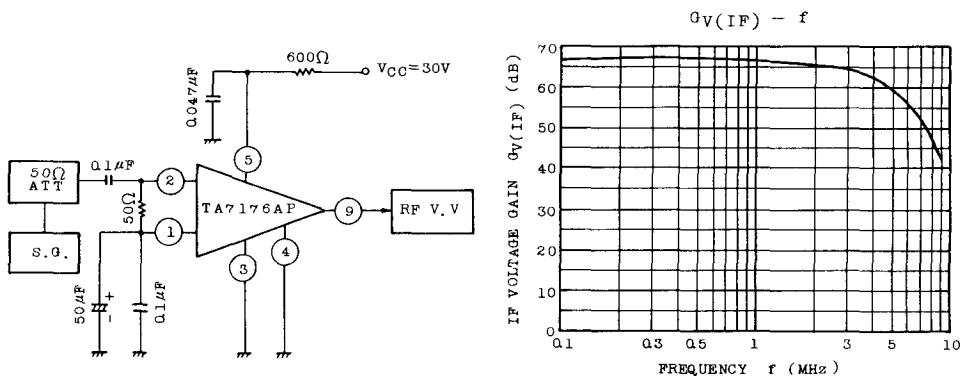 600Ω
VCC=30V
0.047μF
0.1μF
50Ω
ATT
S.G.
50Ω
2
1
5
TA7176AP
3
4
9
RF V.V
50μF
+
-
0.1μF
GV(IF) - f
IF VOLTAGE GAIN GV(IF) (dB)
70
60
50
40
30
20
10
0
0.1
0.3
0.5
1
3
5
10
FREQUENCY f (MHz)